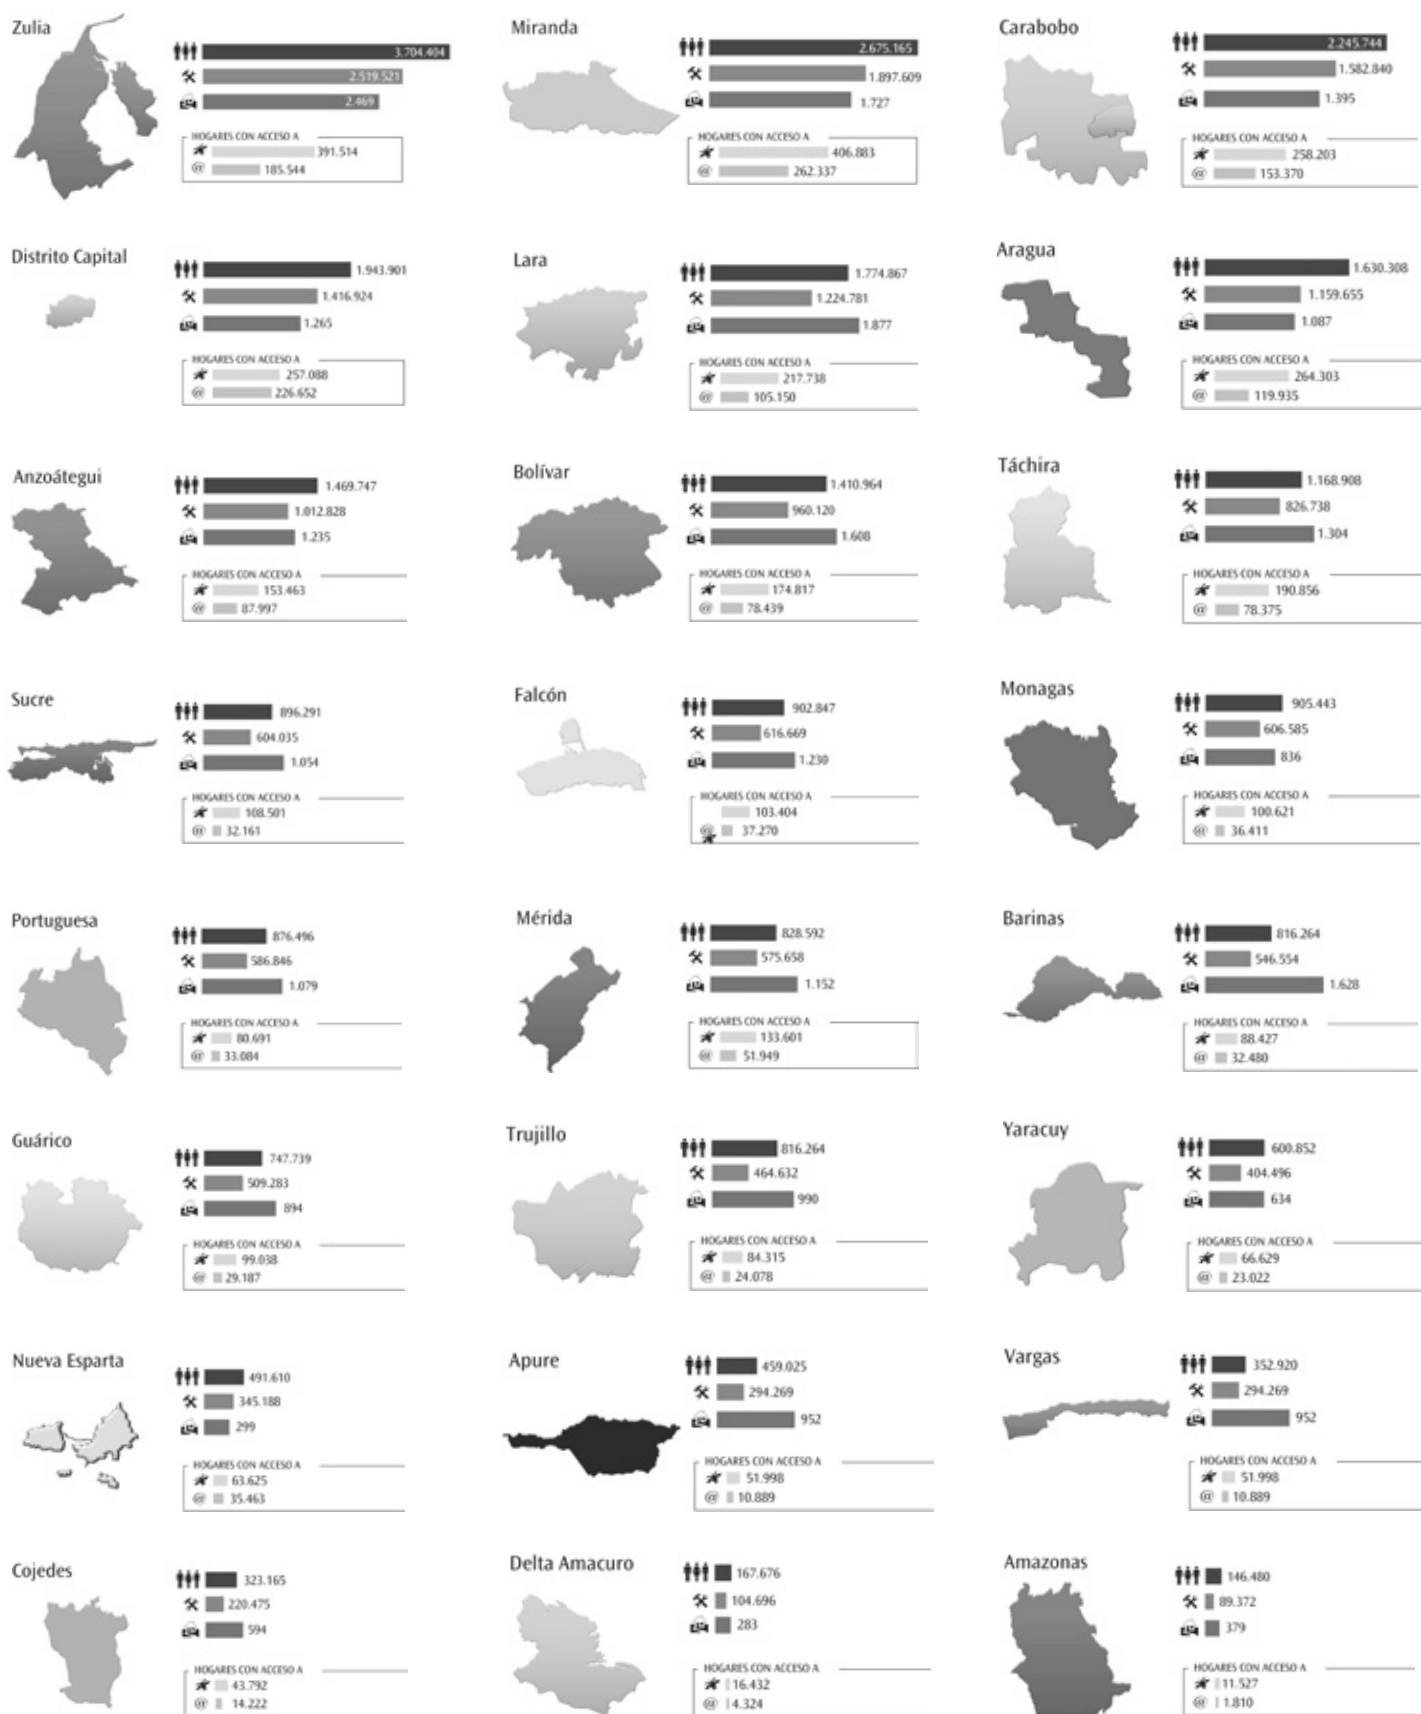 Zulia
3.704.404
2.519.521
2.469
HOGARES CON ACCESO A
391.514
@ 185.544
Miranda
2.675.165
1.897.609
1.727
HOGARES CON ACCESO A
406.883
@ 262.337
Carabobo
2.245.744
1.582.840
1.395
HOGARES CON ACCESO A
258.203
@ 153.370
Distrito Capital
1.943.901
1.416.924
1.265
HOGARES CON ACCESO A
257.088
@ 226.652
Lara
1.774.867
1.224.781
1.877
HOGARES CON ACCESO A
217.738
@ 105.150
Aragua
1.630.308
1.159.655
1.087
HOGARES CON ACCESO A
264.303
@ 119.935
Anzoátegui
1.469.747
1.012.828
1.235
HOGARES CON ACCESO A
153.463
@ 87.997
Bolívar
1.410.964
960.120
1.608
HOGARES CON ACCESO A
174.817
@ 78.439
Táchira
1.168.908
826.738
1.304
HOGARES CON ACCESO A
190.856
@ 78.375
Sucre
896.291
604.035
1.054
HOGARES CON ACCESO A
108.501
@ 32.161
Falcón
902.847
616.669
1.230
HOGARES CON ACCESO A
103.404
@ 37.270
Monagas
905.443
606.585
836
HOGARES CON ACCESO A
100.621
@ 36.411
Portuguesa
876.496
586.846
1.079
HOGARES CON ACCESO A
80.691
@ 33.084
Mérida
828.592
575.658
1.152
HOGARES CON ACCESO A
133.601
@ 51.949
Barinas
816.264
546.554
1.628
HOGARES CON ACCESO A
88.427
@ 32.480
Guárico
747.739
509.283
894
HOGARES CON ACCESO A
99.038
@ 29.187
Trujillo
816.264
464.632
990
HOGARES CON ACCESO A
84.315
@ 24.078
Yaracuy
600.852
404.496
634
HOGARES CON ACCESO A
66.629
@ 23.022
Nueva Esparta
491.610
345.188
299
HOGARES CON ACCESO A
63.625
@ 35.463
Apure
459.025
294.269
952
HOGARES CON ACCESO A
51.998
@ 10.889
Vargas
352.920
294.269
952
HOGARES CON ACCESO A
51.998
@ 10.889
Cojedes
323.165
220.475
594
HOGARES CON ACCESO A
43.792
@ 14.222
Delta Amacuro
167.676
104.696
283
HOGARES CON ACCESO A
16.432
@ 4.324
Amazonas
146.480
89.372
379
HOGARES CON ACCESO A
11.527
@ 1.810